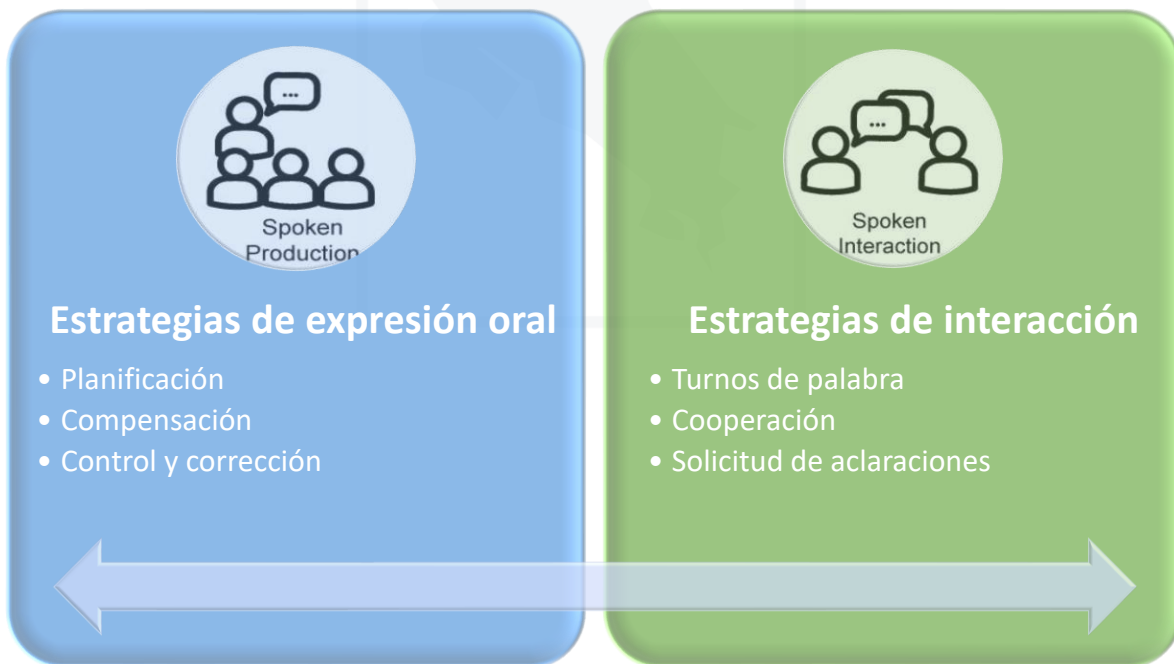 ...
Spoken
Production
Estrategias de expresión oral
• Planificación
• Compensación
• Control y corrección
...
Spoken
Interaction
Estrategias de interacción
• Turnos de palabra
• Cooperación
• Solicitud de aclaraciones